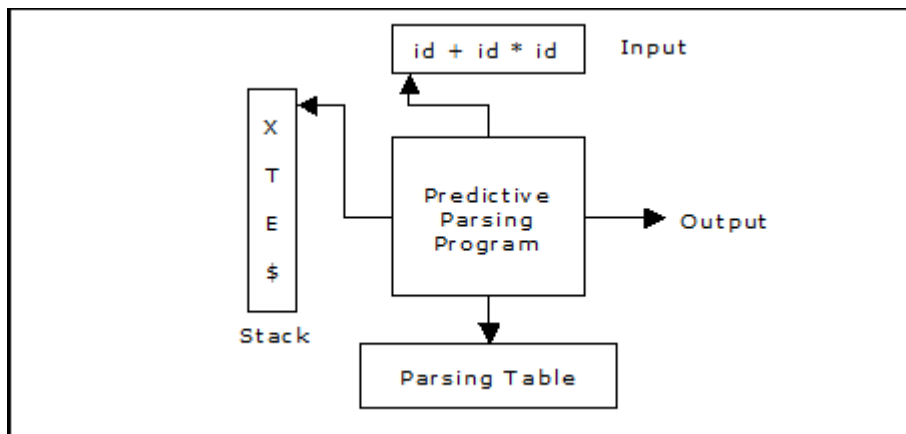 id + id * id
Input
X
T
E
$
Stack
Predictive
Parsing
Program
Output
Parsing Table